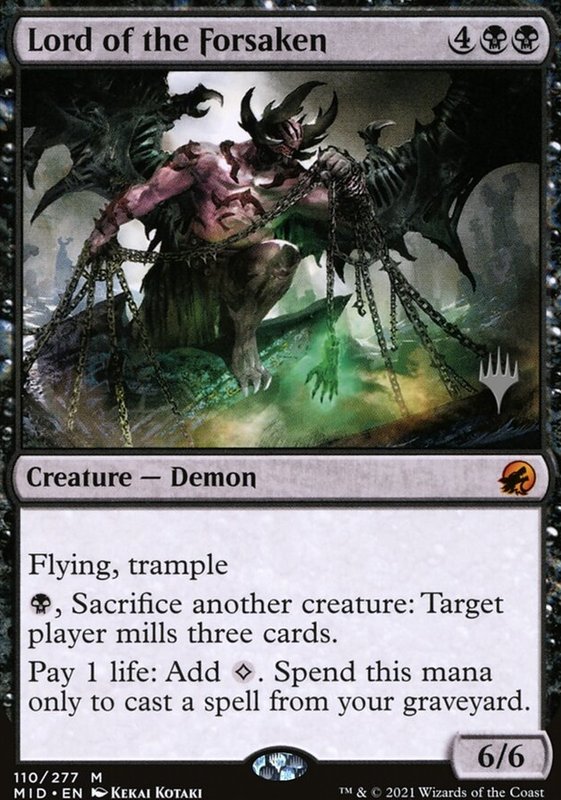 Lord of the Forsaken 4
Creature — Demon
Flying, trample
, Sacrifice another creature: Target
player mills three cards.
Pay 1 life: Add . Spend this mana
only to cast a spell from your graveyard.
6/6
110/277 M
MID • EN KEKAI KOTAKI
™ & © 2021 Wizards of the Coast